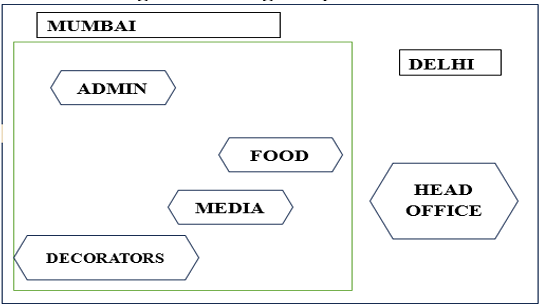 MUMBAI
DELHI
ADMIN
FOOD
MEDIA
HEAD
OFFICE
DECORATORS